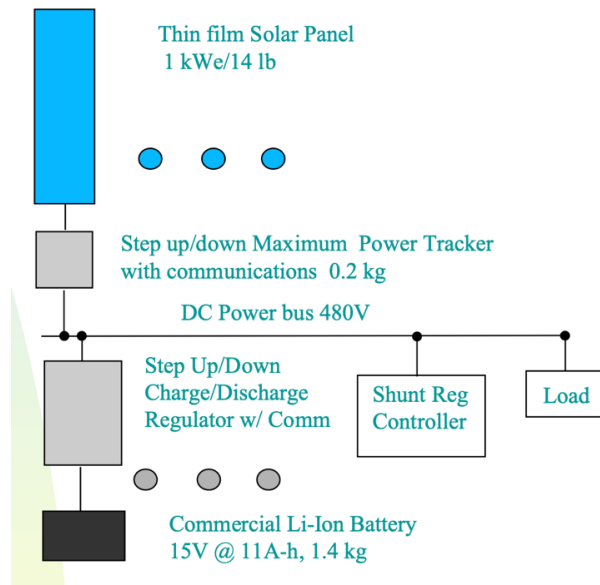 Thin film Solar Panel
1 kWe/14 lb
Step up/down Maximum  Power Tracker
with communications  0.2 kg
DC Power bus 480V
Step Up/Down
Charge/Discharge
Regulator w/ Comm
Shunt Reg
Controller
Load
Commercial Li-Ion Battery
15V @ 11A-h, 1.4 kg